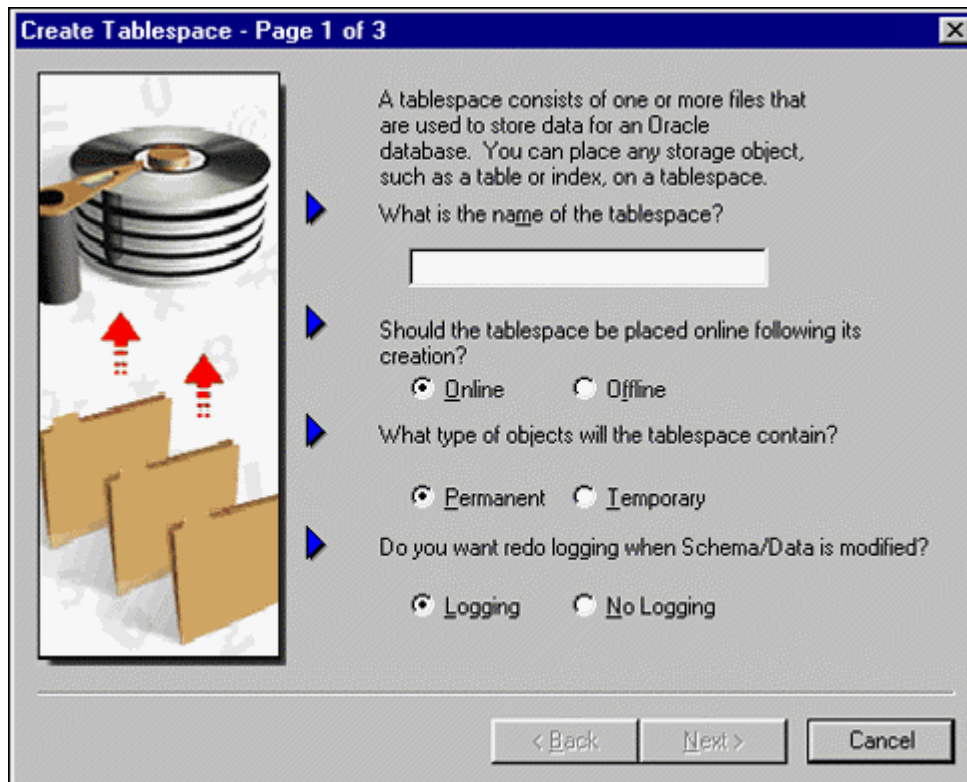 Create Tablespace - Page 1 of 3
A tablespace consists of one or more files that
are used to store data for an Oracle
database. You can place any storage object,
such as a table or index, on a tablespace.
What is the name of the tablespace?
Should the tablespace be placed online following its
creation?
Online Offline
What type of objects will the tablespace contain?
Permanent Temporary
Do you want redo logging when Schema/Data is modified?
Logging No Logging
< Back Next > Cancel